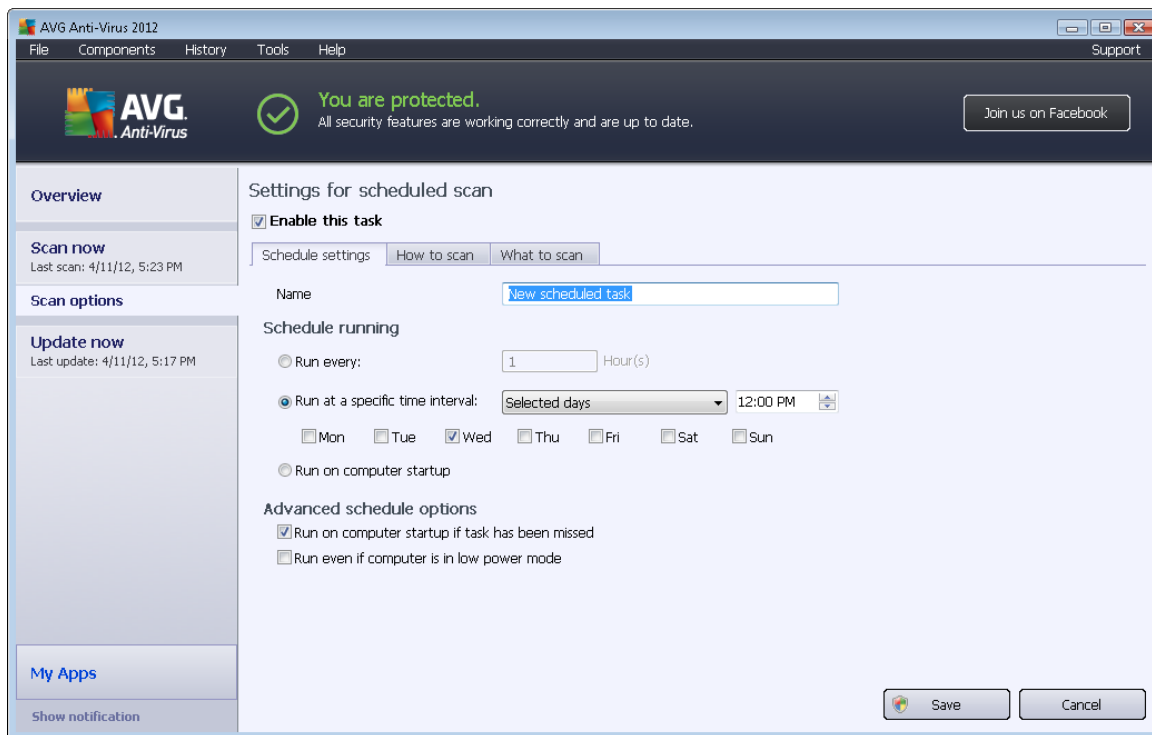 AVG Anti-Virus 2012
File Components History Tools Help Support
AVG.
Anti-Virus
You are protected.
All security features are working correctly and are up to date.
Join us on Facebook
Overview
Scan now
Last scan: 4/11/12, 5:23 PM
Scan options
Update now
Last update: 4/11/12, 5:17 PM
My Apps
Show notification
Settings for scheduled scan
Enable this task
Schedule settings How to scan What to scan
Name New scheduled task
Schedule running
Run every: 1 Hour(s)
Run at a specific time interval: Selected days 12:00 PM
Mon Tue Wed Thu Fri Sat Sun
Run on computer startup
Advanced schedule options
Run on computer startup if task has been missed
Run even if computer is in low power mode
Save Cancel